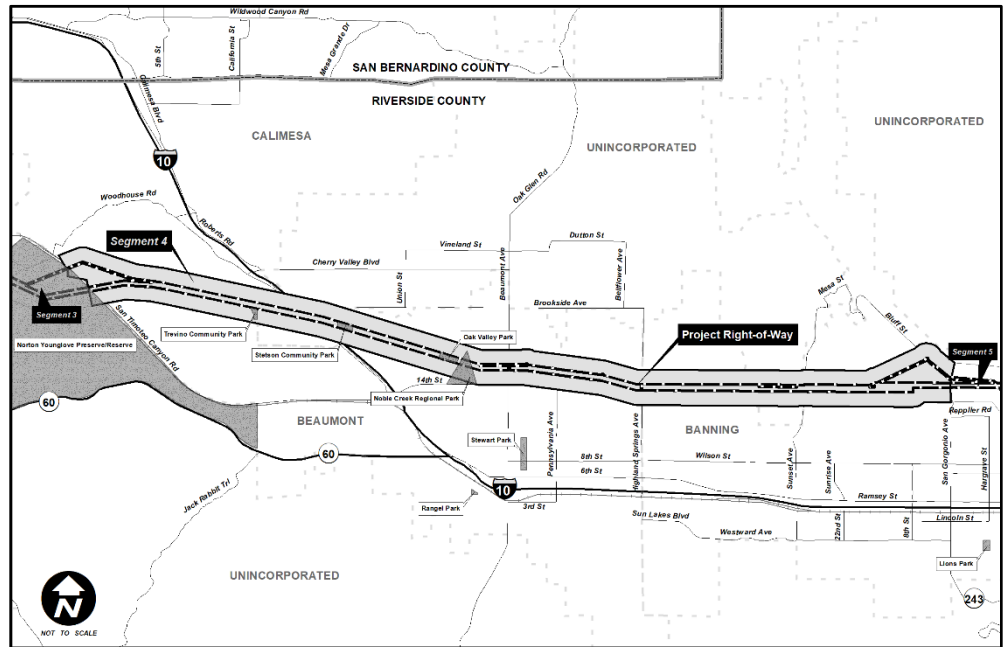 Wildwood Canyon Rd
5th St
California St
Mesa Grande Dr
Calimesa Blvd
SAN BERNARDINO COUNTY
RIVERSIDE COUNTY
CALIMESA
UNINCORPORATED
UNINCORPORATED
10
Woodhouse Rd
Roberts Rd
Oak Glen Rd
Segment 4
Vineland St
Dutton St
Cherry Valley Blvd
Union St
Beaumont Ave
Bellflower Ave
Brookside Ave
Mesa St
Bluff St
Segment 3
Trevino Community Park
Stetson Community Park
Oak Valley Park
Project Right-of-Way
Segment 5
Norton Younglove Preserve/Reserve
San Timoteo Canyon Rd
14th St
Noble Creek Regional Park
60
BEAUMONT
60
Stewart Park
Pennsylvania Ave
Highland Springs Ave
BANNING
Repplier Rd
8th St
Wilson St
6th St
Sunset Ave
Sunrise Ave
San Gorgonio Ave
Hargrave St
Jack Rabbit Trl
10
Rangel Park
3rd St
Ramsey St
Sun Lakes Blvd
Westward Ave
22nd St
8th St
Lincoln St
Lions Park
UNINCORPORATED
243
N
NOT TO SCALE